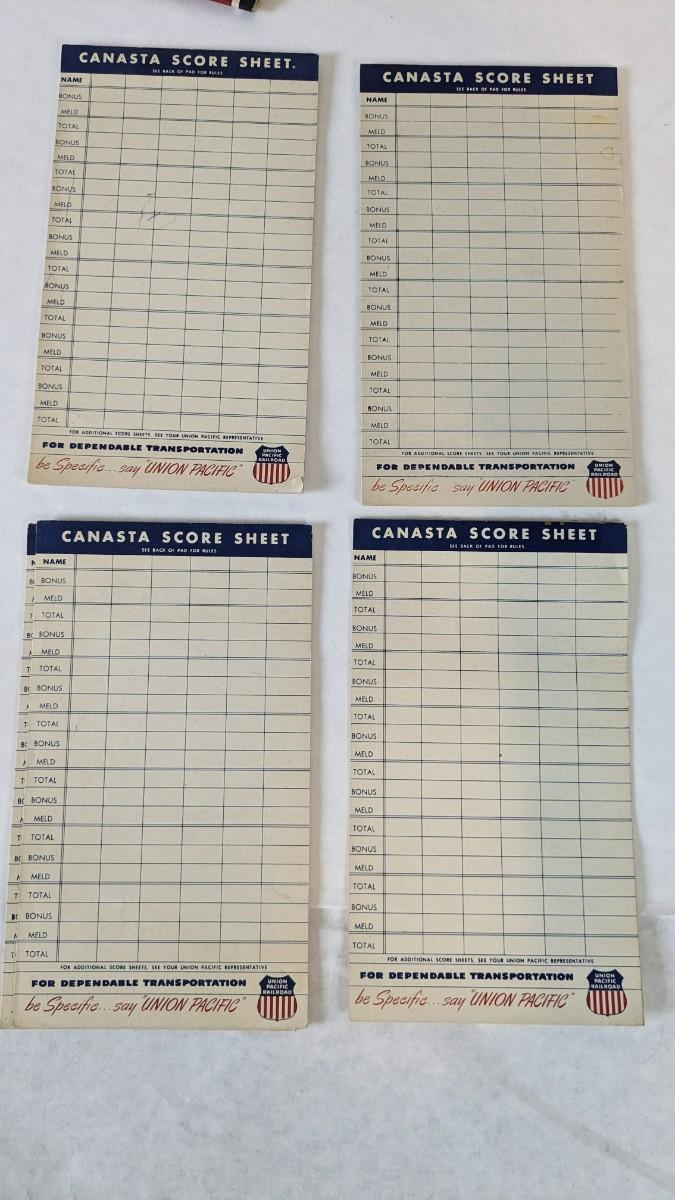 CANASTA SCORE SHEET.
SEE BACK OF PAD FOR RULES
NAME
BONUS
MELD
TOTAL
BONUS
MELD
TOTAL
BONUS
MELD
TOTAL
BONUS
MELD
TOTAL
BONUS
MELD
TOTAL
BONUS
MELD
TOTAL
BONUS
MELD
TOTAL
FOR ADDITIONAL SCORE SHEETS, SEE YOUR UNION PACIFIC REPRESENTATIVE
FOR DEPENDABLE TRANSPORTATION
be Specific... say "UNION PACIFIC"
UNION
PACIFIC
RAILROAD
CANASTA SCORE SHEET
SEE BACK OF PAD FOR RULES
NAME
BONUS
MELD
TOTAL
BONUS
MELD
TOTAL
BONUS
MELD
TOTAL
BONUS
MELD
TOTAL
BONUS
MELD
TOTAL
BONUS
MELD
TOTAL
BONUS
MELD
TOTAL
FOR ADDITIONAL SCORE SHEETS, SEE YOUR UNION PACIFIC REPRESENTATIVE
FOR DEPENDABLE TRANSPORTATION
be Specific... say "UNION PACIFIC"
UNION
PACIFIC
RAILROAD
CANASTA SCORE SHEET
SEE BACK OF PAD FOR RULES
NAME
BONUS
MELD
TOTAL
BONUS
MELD
TOTAL
BONUS
MELD
TOTAL
BONUS
MELD
TOTAL
BONUS
MELD
TOTAL
BONUS
MELD
TOTAL
BONUS
MELD
TOTAL
FOR ADDITIONAL SCORE SHEETS, SEE YOUR UNION PACIFIC REPRESENTATIVE
FOR DEPENDABLE TRANSPORTATION
be Specific... say "UNION PACIFIC"
UNION
PACIFIC
RAILROAD
CANASTA SCORE SHEET
SEE BACK OF PAD FOR RULES
NAME
BONUS
MELD
TOTAL
BONUS
MELD
TOTAL
BONUS
MELD
TOTAL
BONUS
MELD
TOTAL
BONUS
MELD
TOTAL
BONUS
MELD
TOTAL
BONUS
MELD
TOTAL
FOR ADDITIONAL SCORE SHEETS, SEE YOUR UNION PACIFIC REPRESENTATIVE
FOR DEPENDABLE TRANSPORTATION
be Specific... say "UNION PACIFIC"
UNION
PACIFIC
RAILROAD